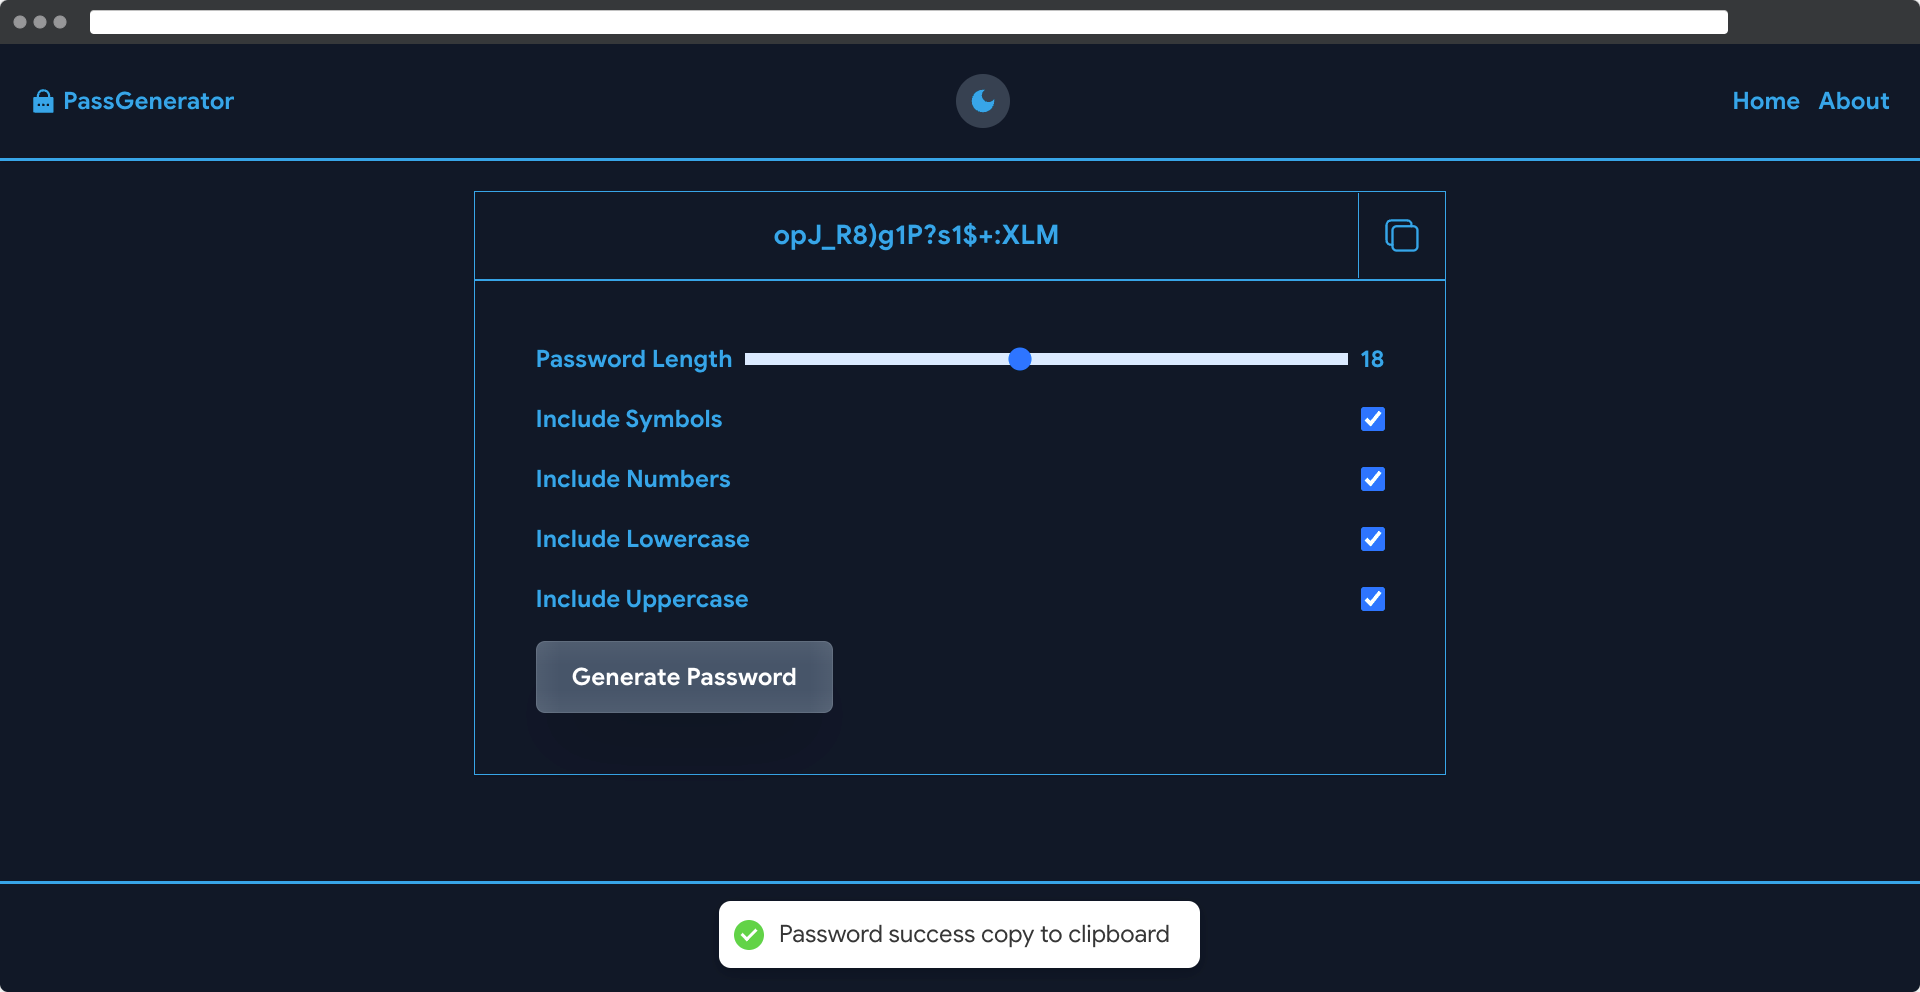 PassGenerator
Home About
opJ_R8)g1P?s1$+:XLM
Password Length 18
Include Symbols
Include Numbers
Include Lowercase
Include Uppercase
Generate Password
Password success copy to clipboard